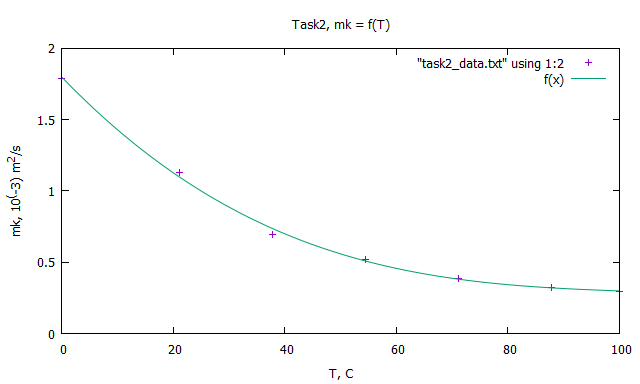 Task2, mk = f(T)
"task2_data.txt" using 1:2
f(x)
2
1.5
1
0.5
0
mk, 10(-3) m^2/s
0 20 40 60 80 100
T, C